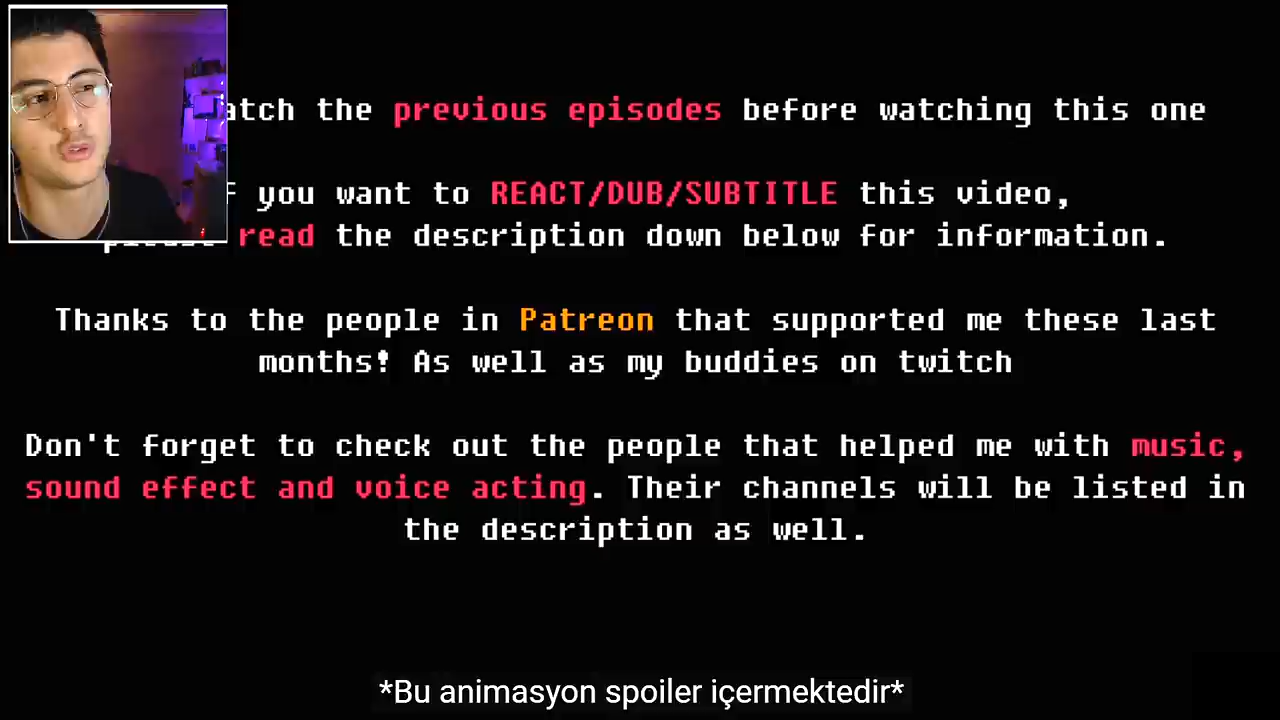 the previous episodes before watching this one
you want to REACT/DUB/SUBTITLE this video,
read the description down below for information.
Thanks to the people in Patreon that supported me these last
months! As well as my buddies on twitch
Don't forget to check out the people that helped me with music,
sound effect and voice acting. Their channels will be listed in
the description as well.
*Bu animasyon spoiler içermektedir*